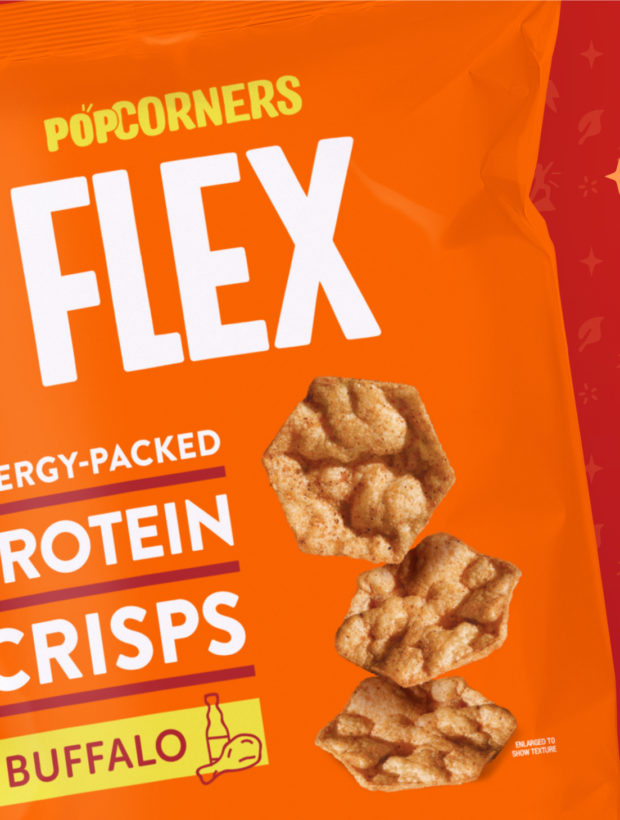 POPCORNERS
FLEX
ERGY-PACKED
ROTEIN
CRISPS
BUFFALO
ENLARGED TO
SHOW TEXTURE